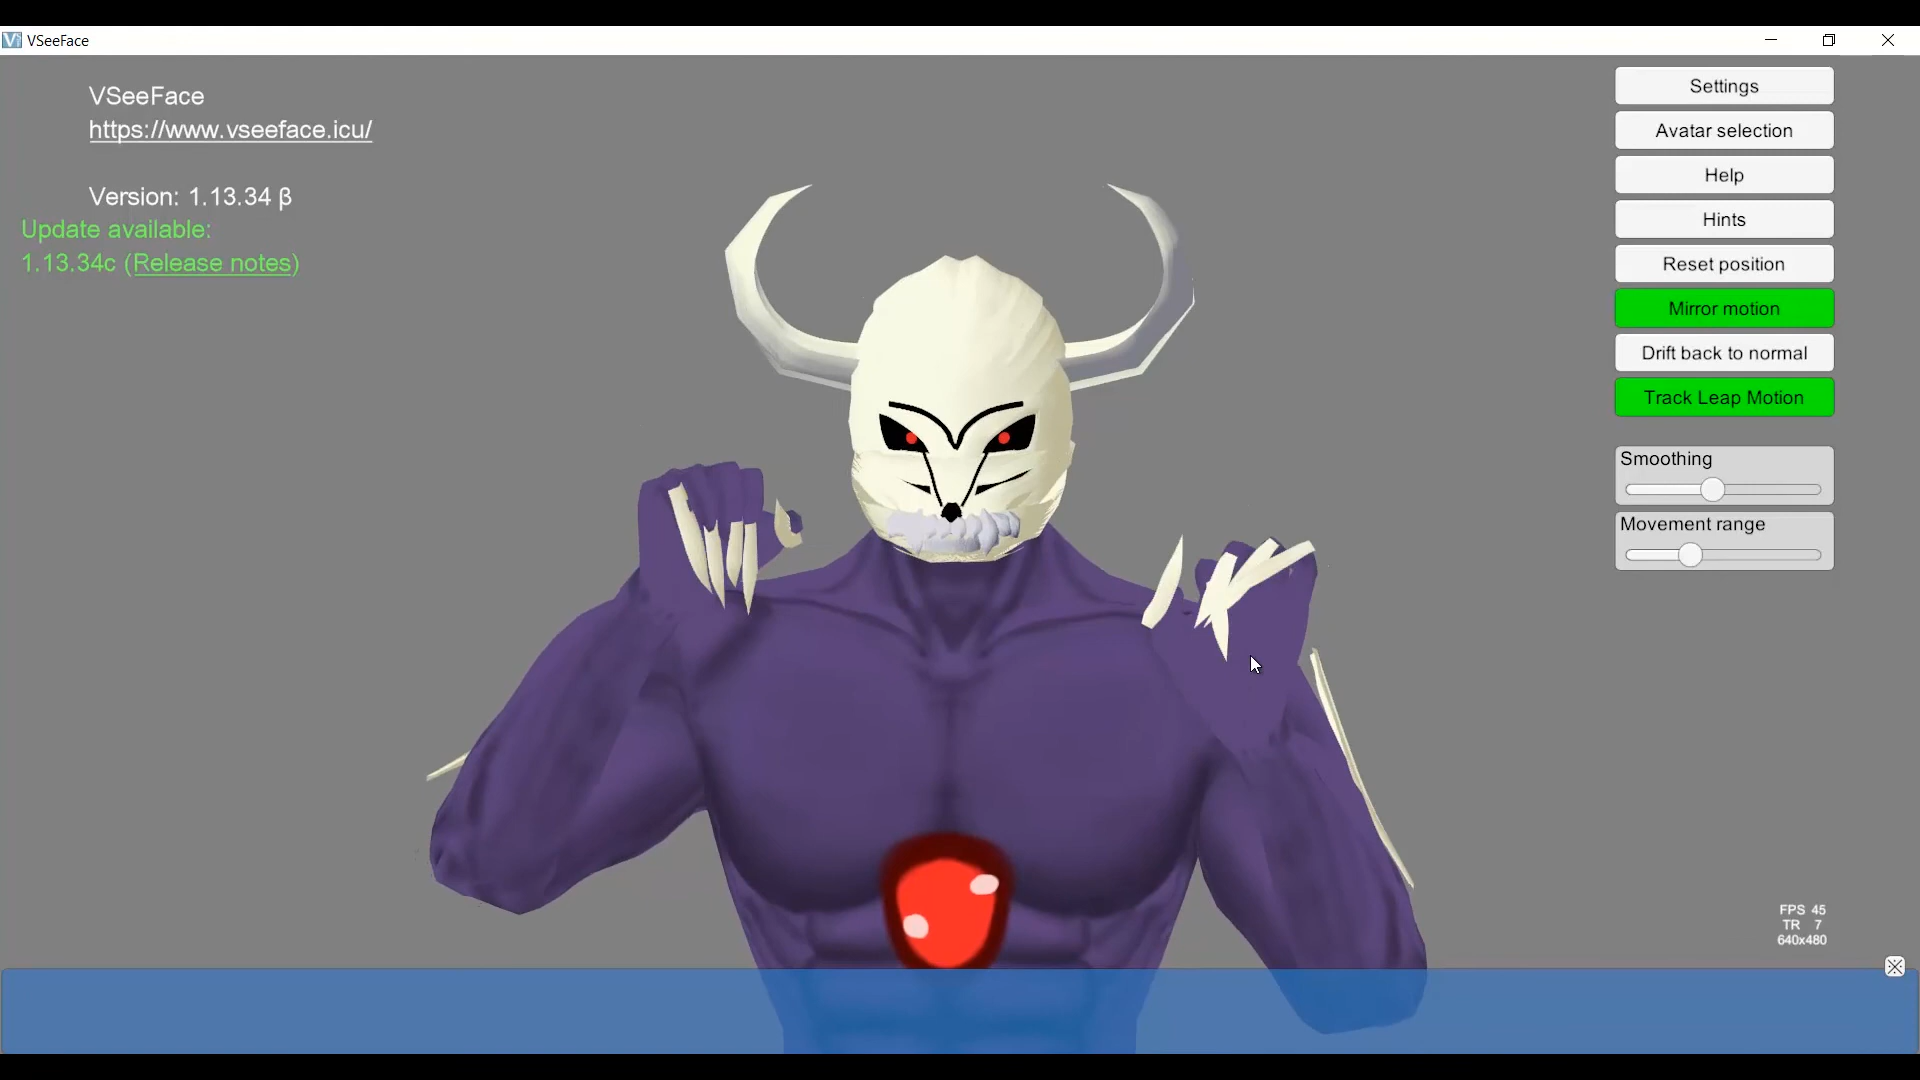 VSeeFace
VSeeFace
https://www.vseeface.icu/
Version: 1.13.34 β
Update available:
1.13.34c (Release notes)
Settings
Avatar selection
Help
Hints
Reset position
Mirror motion
Drift back to normal
Track Leap Motion
Smoothing
Movement range
FPS 45
TR 7
640x480